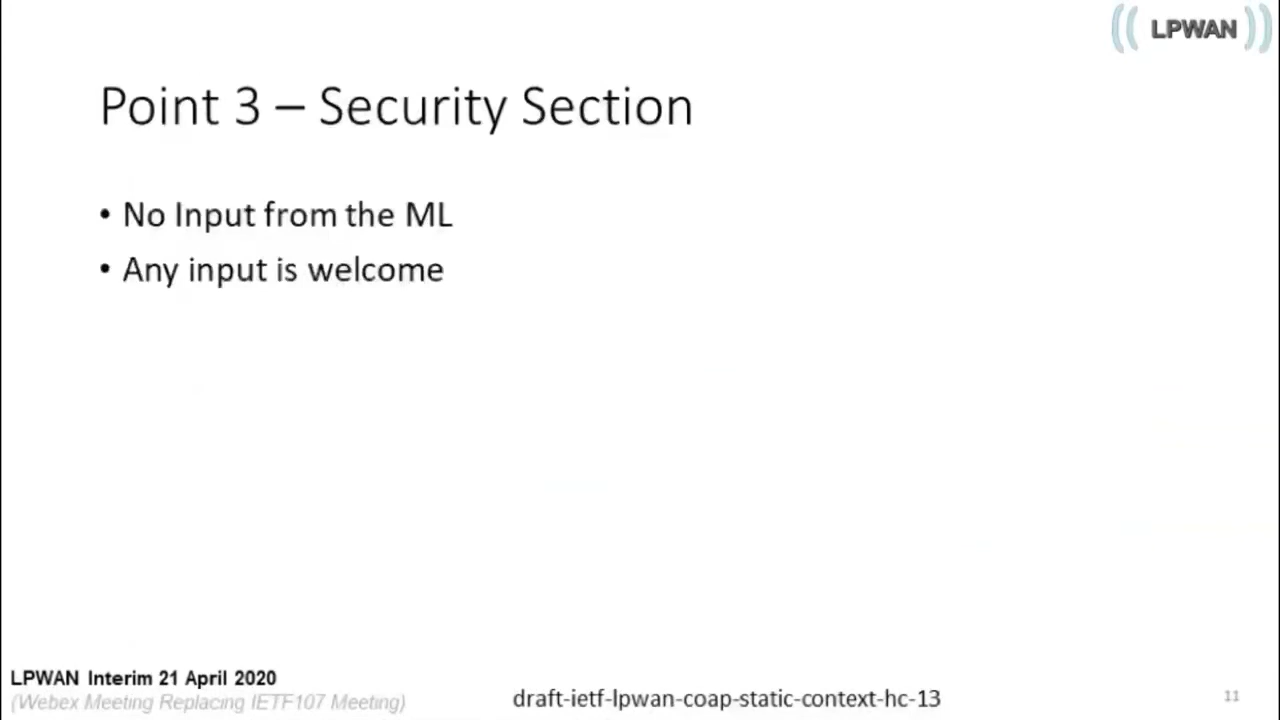 ((LPWAN))
Point 3 – Security Section
• No Input from the ML
• Any input is welcome
LPWAN Interim 21 April 2020
(Webex Meeting Replacing IETF107 Meeting)
draft-ietf-lpwan-coap-static-context-hc-13
11